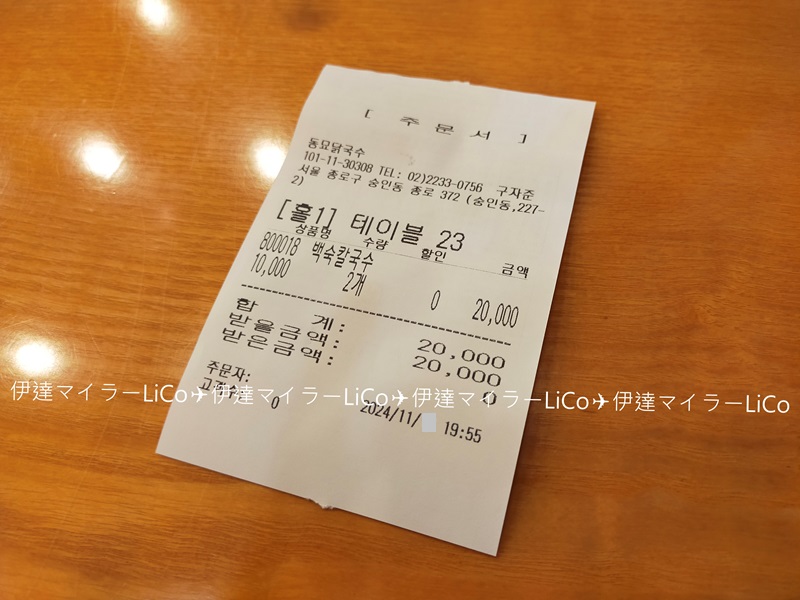 [ 주 문 서 ]
동묘닭국수
101-11-30308 TEL: 02)2233-0756 구자준
서울 종로구 숭인동 종로 372 (숭인동,227-
2)
[홀1] 테이블 23
상품명 수량 할인 금액
800018 백숙칼국수
10,000 2개 0 20,000
합 계: 20,000
받을금액: 20,000
받은금액: 0
주문자:
고객수: 0 2024/11/ 19:55
伊達マイラーLiCo✈伊達マイラーLiCo✈伊達マイラーLiCo✈伊達マイラーLiCo